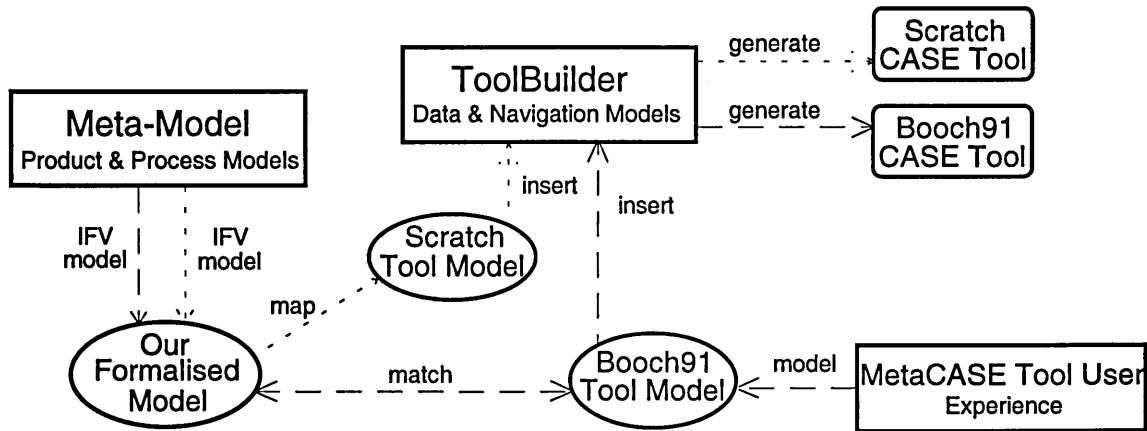 Scratch
CASE Tool
generate
ToolBuilder
Data & Navigation Models
generate
Booch91
CASE Tool
Meta-Model
Product & Process Models
insert
insert
IFV
model
IFV
model
Scratch
Tool Model
map
Our
Formalised
Model
match
Booch91
Tool Model
model
MetaCASE Tool User
Experience